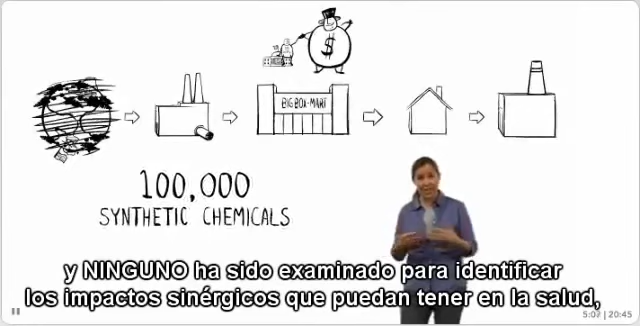 $
BIG BOX-MART
100,000
SYNTHETIC CHEMICALS
y NINGUNO ha sido examinado para identificar
los impactos sinérgicos que puedan tener en la salud,
5:07 | 20:45